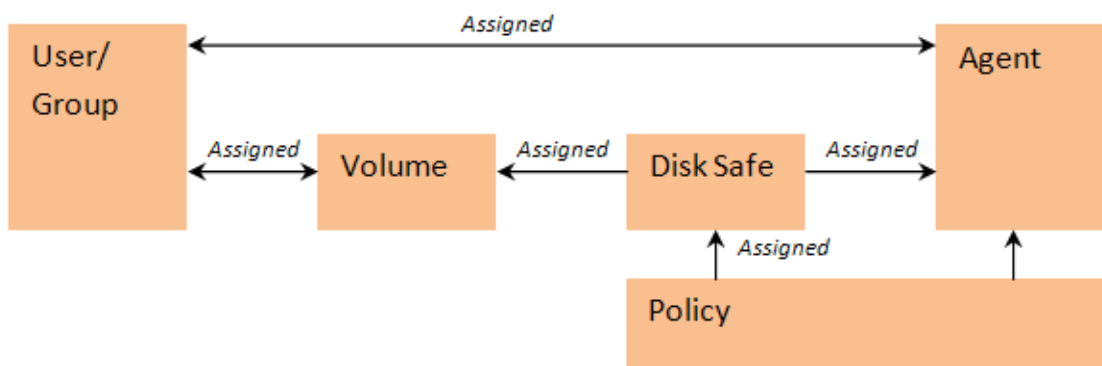 Assigned
User/
Group
Agent
Assigned
Volume
Assigned
Disk Safe
Assigned
Assigned
Policy